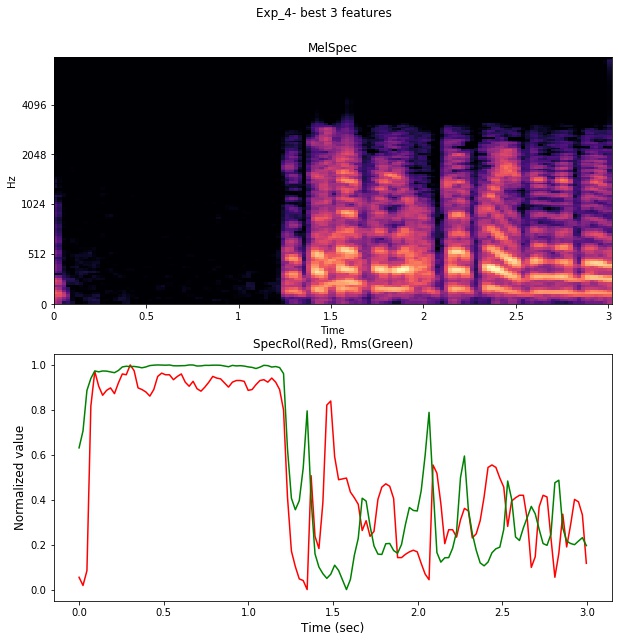 Exp_4- best 3 features
MelSpec
4096
2048
1024
512
0
Hz
0 0.5 1 1.5 2 2.5 3
Time
SpecRol(Red), Rms(Green)
1.0
0.8
0.6
0.4
0.2
0.0
Normalized value
0.0 0.5 1.0 1.5 2.0 2.5 3.0
Time (sec)